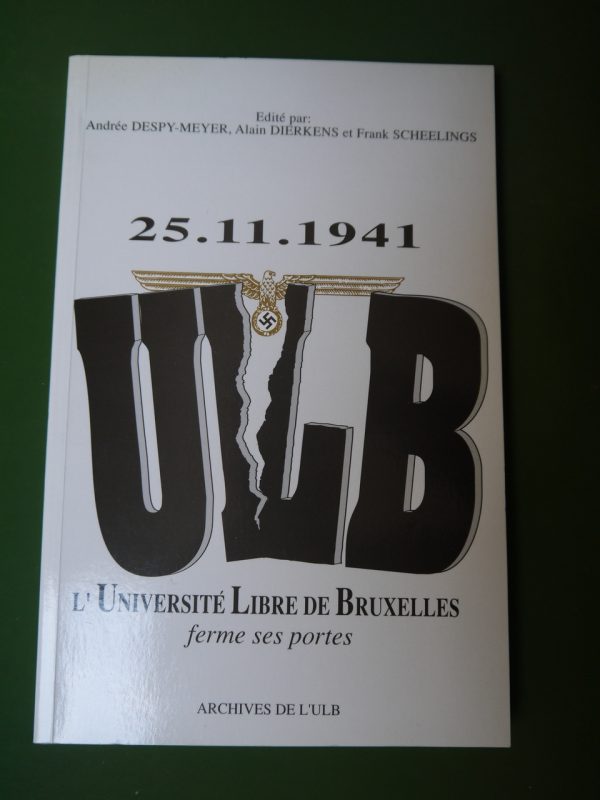 Edité par:
Andrée DESPY-MEYER, Alain DIERKENS et Frank SCHEELINGS
25.11.1941
ULB
L'UNIVERSITÉ LIBRE DE BRUXELLES
ferme ses portes
ARCHIVES DE L'ULB